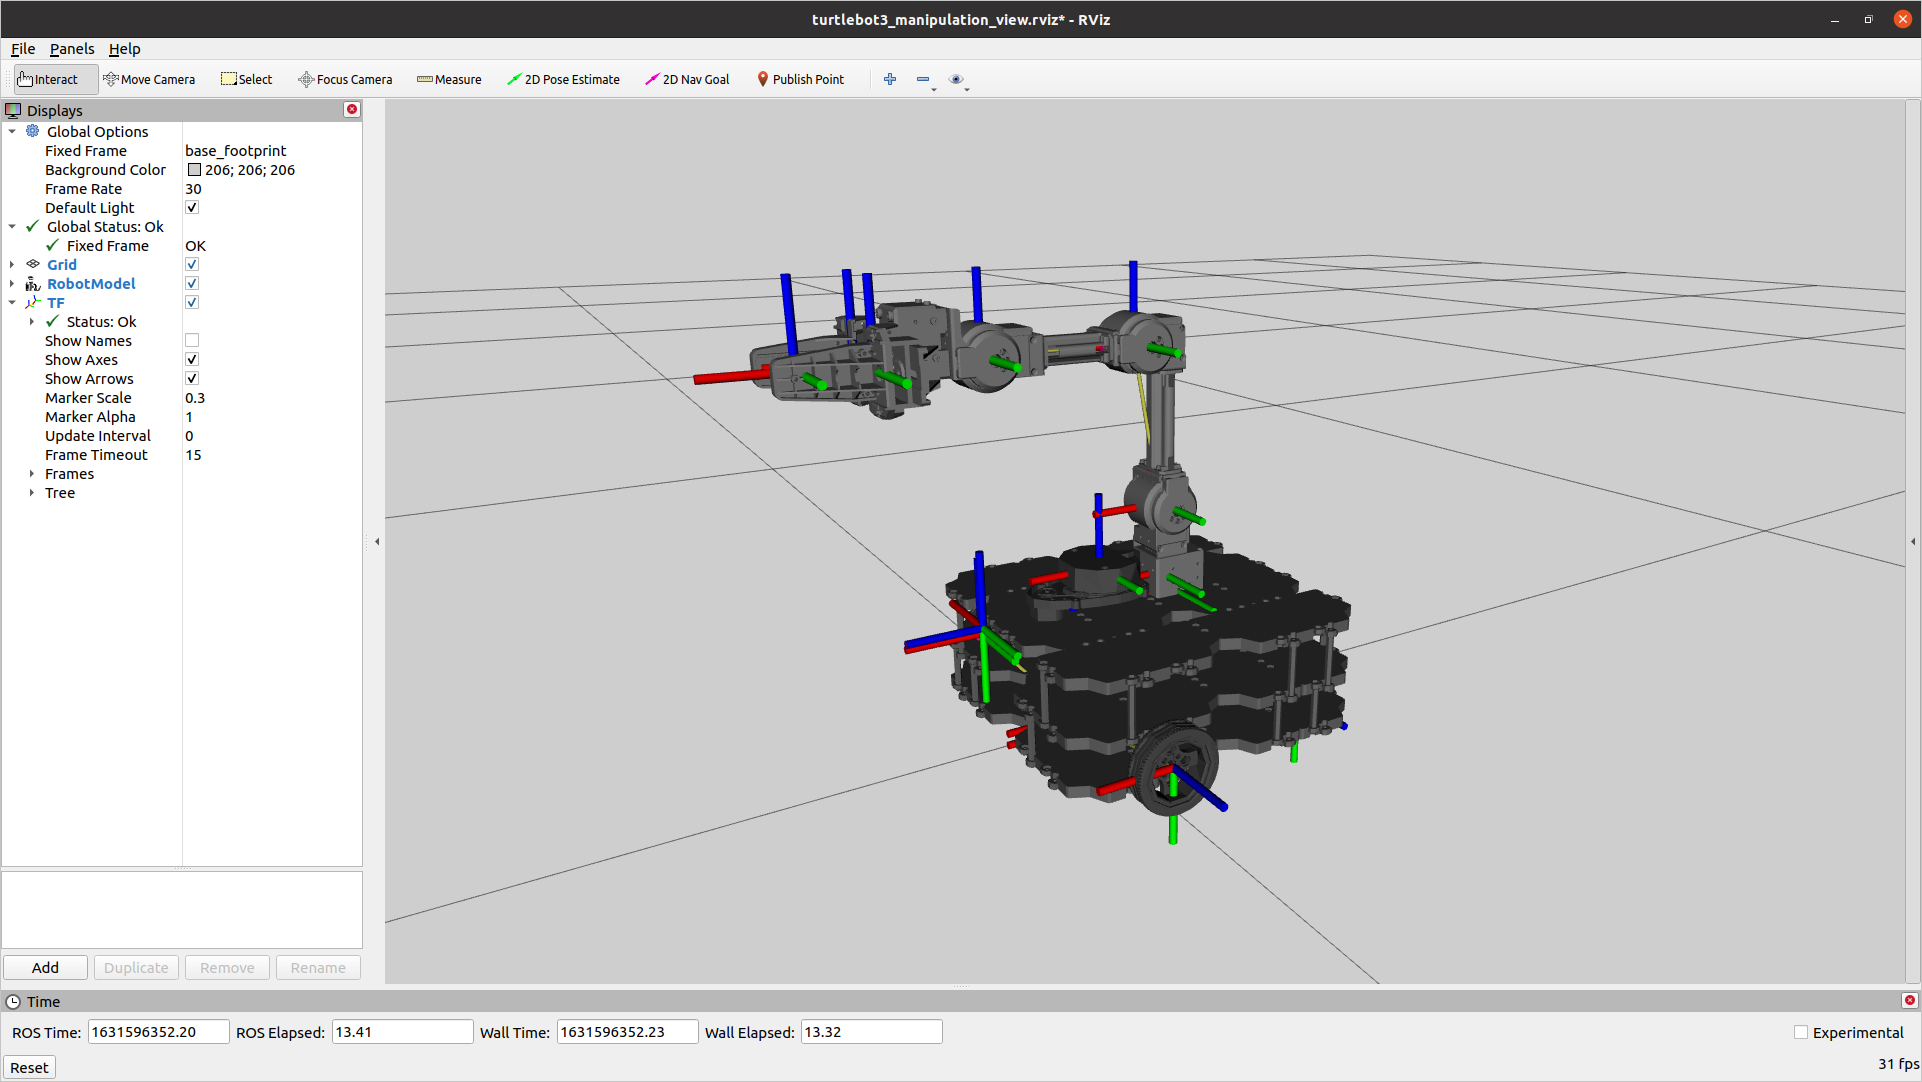 turtlebot3_manipulation_view.rviz* - RViz
File Panels Help
Interact Move Camera Select Focus Camera Measure 2D Pose Estimate 2D Nav Goal Publish Point
Displays
Global Options
Fixed Frame base_footprint
Background Color 206; 206; 206
Frame Rate 30
Default Light
Global Status: Ok
Fixed Frame OK
Grid
RobotModel
TF
Status: Ok
Show Names
Show Axes
Show Arrows
Marker Scale 0.3
Marker Alpha 1
Update Interval 0
Frame Timeout 15
Frames
Tree
Add Duplicate Remove Rename
Time
ROS Time: 1631596352.20 ROS Elapsed: 13.41 Wall Time: 1631596352.23 Wall Elapsed: 13.32 Experimental
Reset 31 fps